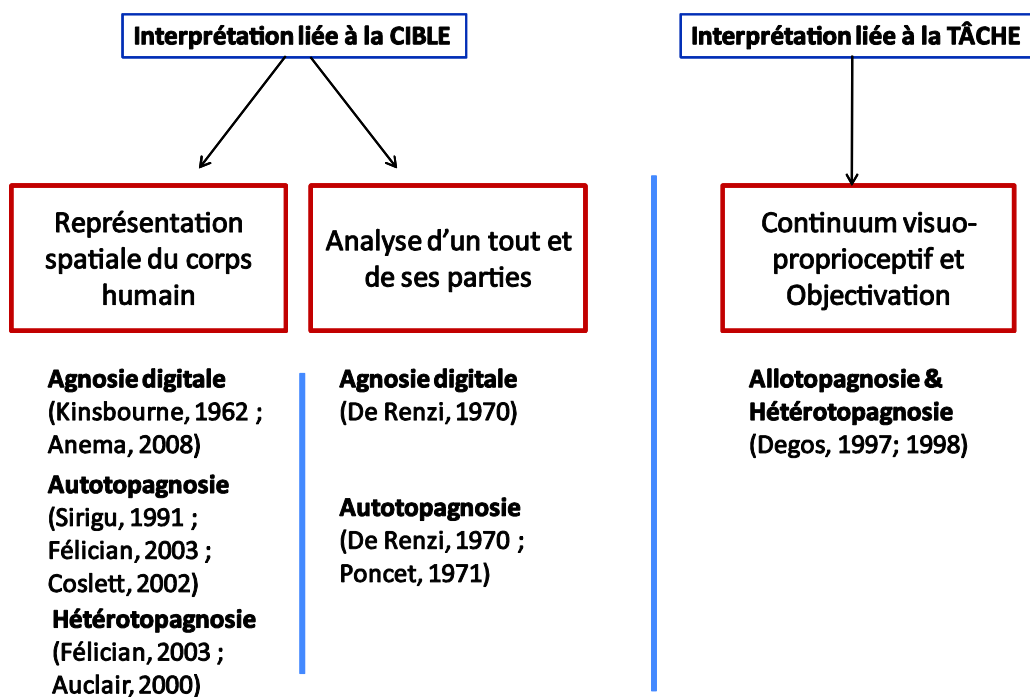 Interprétation liée à la CIBLE
Interprétation liée à la TÂCHE
Représentation
spatiale du corps
humain
Analyse d'un tout et
de ses parties
Continuum visuo-
proprioceptif et
Objectivation
Agnosie digitale
(Kinsbourne, 1962 ;
Anema, 2008)
Autotopagnosie
(Sirigu, 1991 ;
Félician, 2003 ;
Coslett, 2002)
Hétérotopagnosie
(Félician, 2003 ;
Auclair, 2000)
Agnosie digitale
(De Renzi, 1970)
Autotopagnosie
(De Renzi, 1970 ;
Poncet, 1971)
Allotopagnosie &
Hétérotopagnosie
(Degos, 1997; 1998)